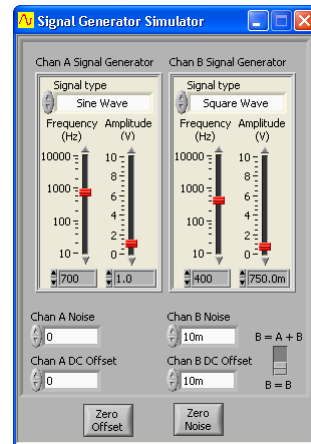 Signal Generator Simulator
Chan A Signal Generator
Signal type
Sine Wave
Frequency (Hz)
Amplitude (V)
10000
1000
100
10
10
8
6
4
2
0
700
1.0
Chan B Signal Generator
Signal type
Square Wave
Frequency (Hz)
Amplitude (V)
10000
1000
100
10
10
8
6
4
2
0
400
750.0m
Chan A Noise
0
Chan B Noise
10m
Chan A DC Offset
0
Chan B DC Offset
10m
B = A + B
B = B
Zero
Offset
Zero
Noise